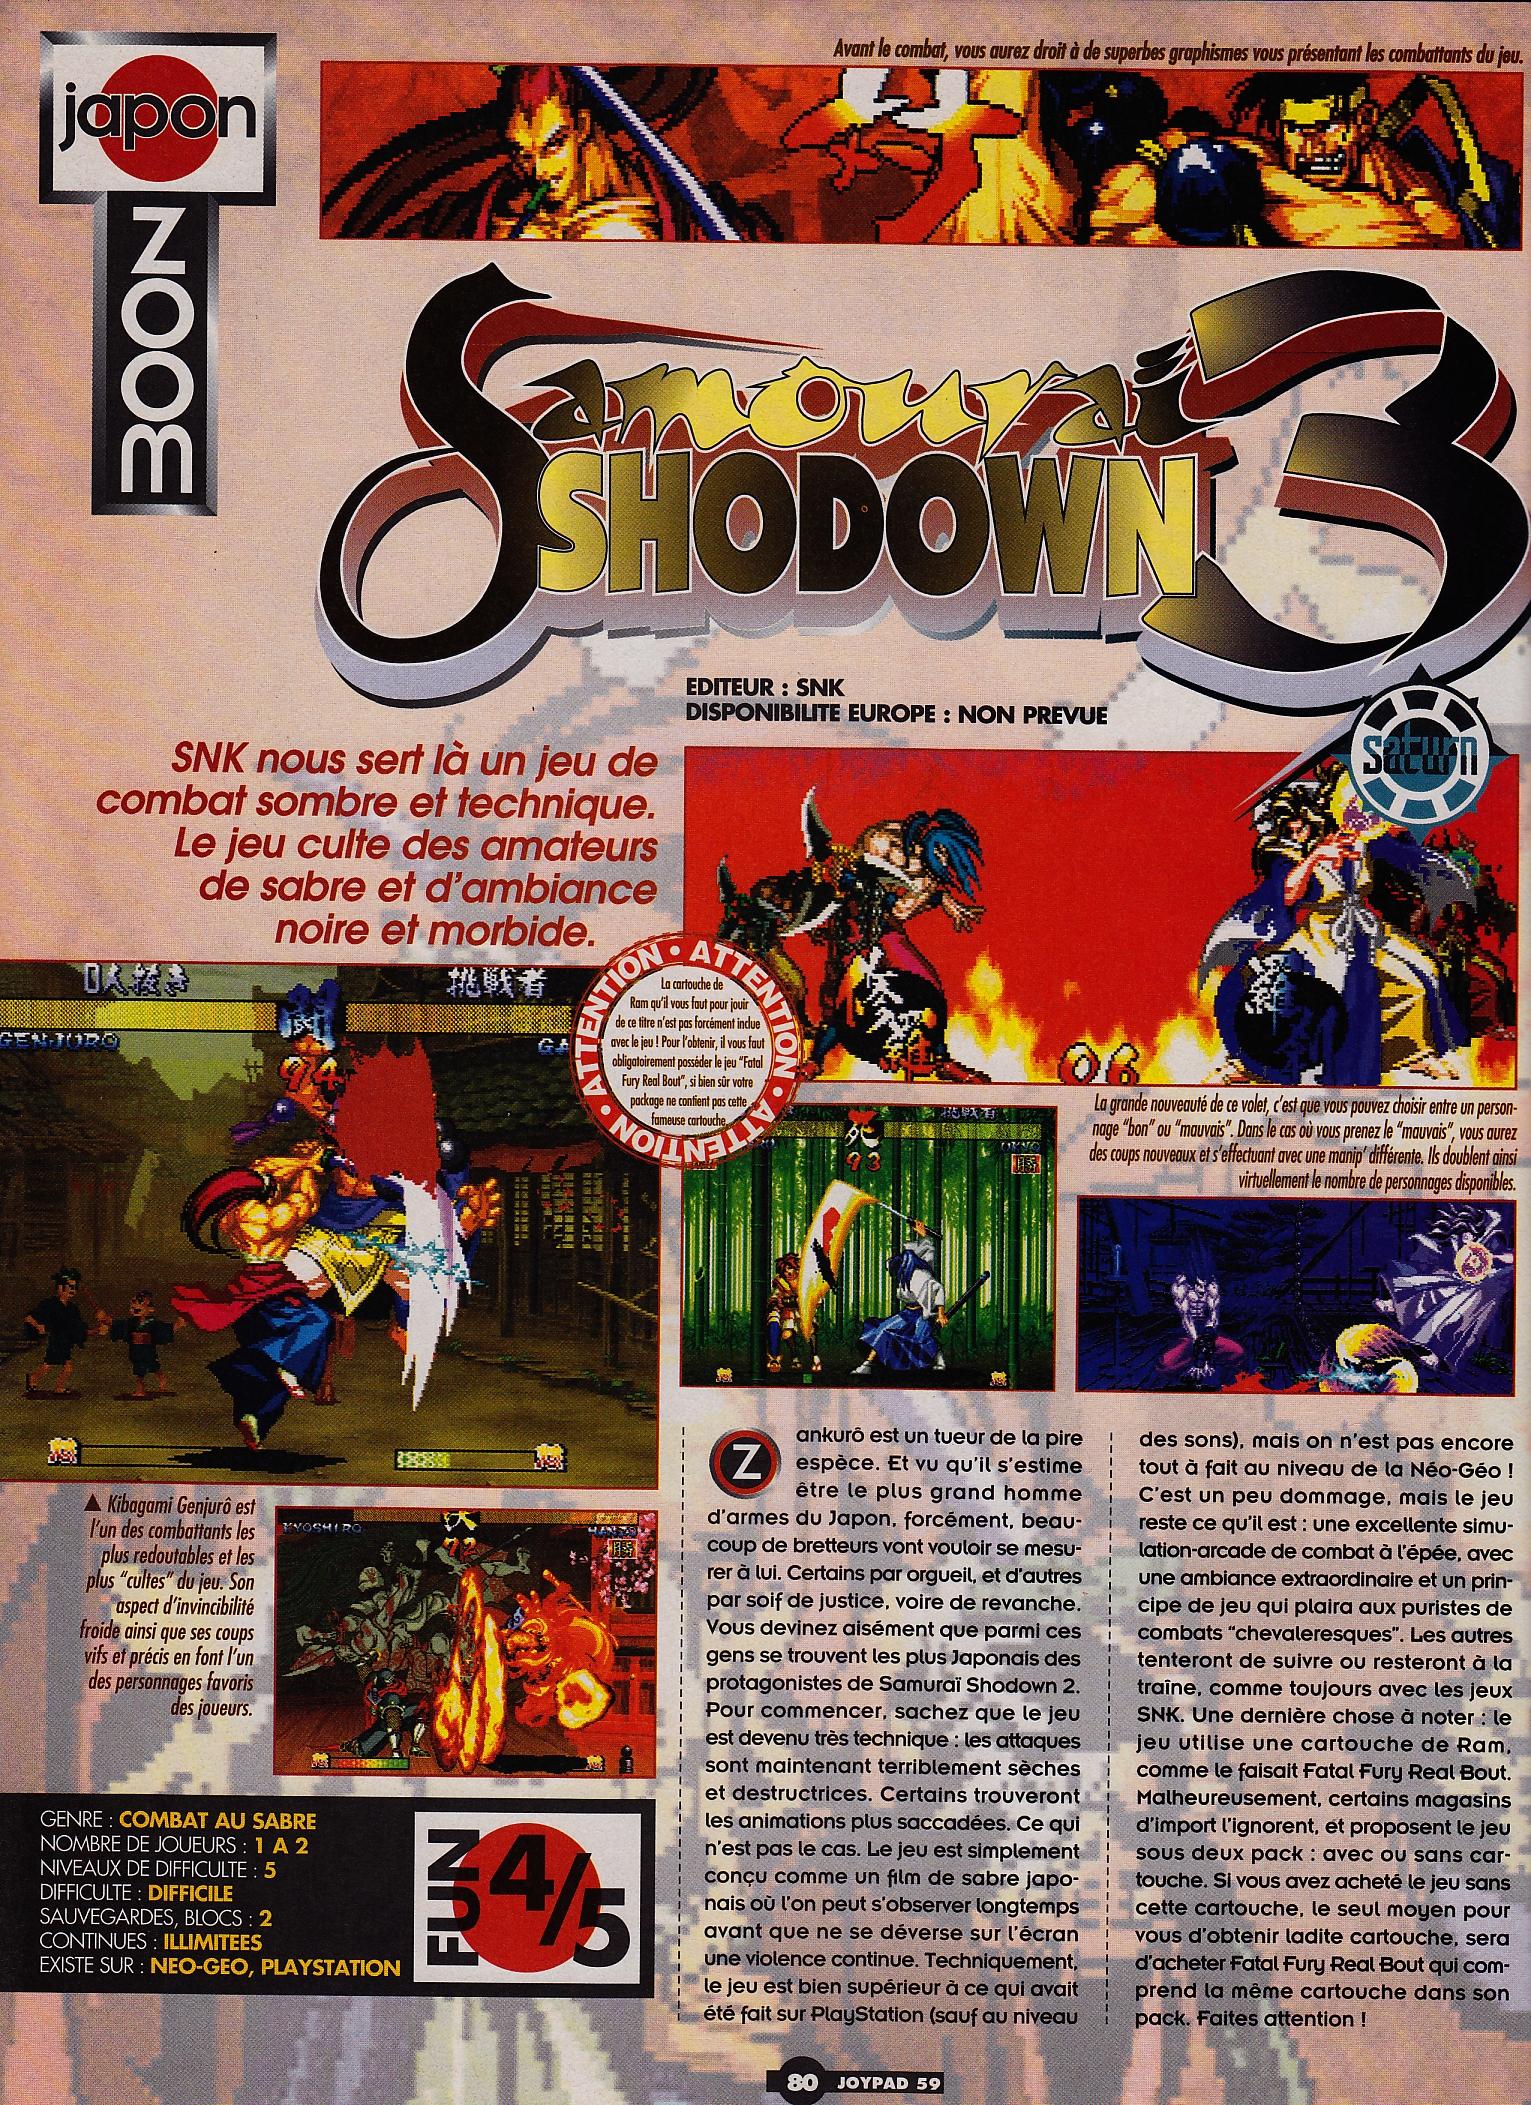 japon
ZOOM
Avant le combat, vous aurez droit à de superbes graphismes vous présentant les combattants du jeu.
Samouraï
SHODOWN 3
EDITEUR : SNK
DISPONIBILITE EUROPE : NON PREVUE
Saturn
SNK nous sert là un jeu de
combat sombre et technique.
Le jeu culte des amateurs
de sabre et d'ambiance
noire et morbide.
ATTENTION • ATTENTION • ATTENTION • ATTENTION •
La cartouche de
Ram qu'il vous faut pour jouir
de ce titre n'est pas forcément inclue
avec le jeu ! Pour l'obtenir, il vous faut
obligatoirement posséder le jeu "Fatal
Fury Real Bout", si bien sûr votre
package ne contient pas cette
fameuse cartouche.
06
0人抜き
挑戦者
GENJURO
GA
94
挑戦者
93
La grande nouveauté de ce volet, c'est que vous pouvez choisir entre un person-
nage "bon" ou "mauvais". Dans le cas où vous prenez le "mauvais", vous aurez
des coups nouveaux et s'effectuant avec une manip' différente. Ils doublent ainsi
virtuellement le nombre de personnages disponibles.
▲ Kibagami Genjurô est
l'un des combattants les
plus redoutables et les
plus "cultes" du jeu. Son
aspect d'invincibilité
froide ainsi que ses coups
vifs et précis en font l'un
des personnages favoris
des joueurs.
KYOSHIRO
HANZO
GENRE : COMBAT AU SABRE
NOMBRE DE JOUEURS : 1 A 2
NIVEAUX DE DIFFICULTE : 5
DIFFICULTE : DIFFICILE
SAUVEGARDES, BLOCS : 2
CONTINUES : ILLIMITEES
EXISTE SUR : NEO-GEO, PLAYSTATION
FUN 4/5
Zankurô est un tueur de la pire
espèce. Et vu qu'il s'estime
être le plus grand homme
d'armes du Japon, forcément, beau-
coup de bretteurs vont vouloir se mesu-
rer à lui. Certains par orgueil, et d'autres
par soif de justice, voire de revanche.
Vous devinez aisément que parmi ces
gens se trouvent les plus Japonais des
protagonistes de Samuraï Shodown 2.
Pour commencer, sachez que le jeu
est devenu très technique : les attaques
sont maintenant terriblement sèches
et destructrices. Certains trouveront
les animations plus saccadées. Ce qui
n'est pas le cas. Le jeu est simplement
conçu comme un film de sabre japo-
nais où l'on peut s'observer longtemps
avant que ne se déverse sur l'écran
une violence continue. Techniquement,
le jeu est bien supérieur à ce qui avait
été fait sur PlayStation (sauf au niveau
des sons), mais on n'est pas encore
tout à fait au niveau de la Néo-Géo !
C'est un peu dommage, mais le jeu
reste ce qu'il est : une excellente simu-
lation-arcade de combat à l'épée, avec
une ambiance extraordinaire et un prin-
cipe de jeu qui plaira aux puristes de
combats "chevaleresques". Les autres
tenteront de suivre ou resteront à la
traîne, comme toujours avec les jeux
SNK. Une dernière chose à noter : le
jeu utilise une cartouche de Ram,
comme le faisait Fatal Fury Real Bout.
Malheureusement, certains magasins
d'import l'ignorent, et proposent le jeu
sous deux pack : avec ou sans car-
touche. Si vous avez acheté le jeu sans
cette cartouche, le seul moyen pour
vous d'obtenir ladite cartouche, sera
d'acheter Fatal Fury Real Bout qui com-
prend la même cartouche dans son
pack. Faites attention !
80 JOYPAD 59